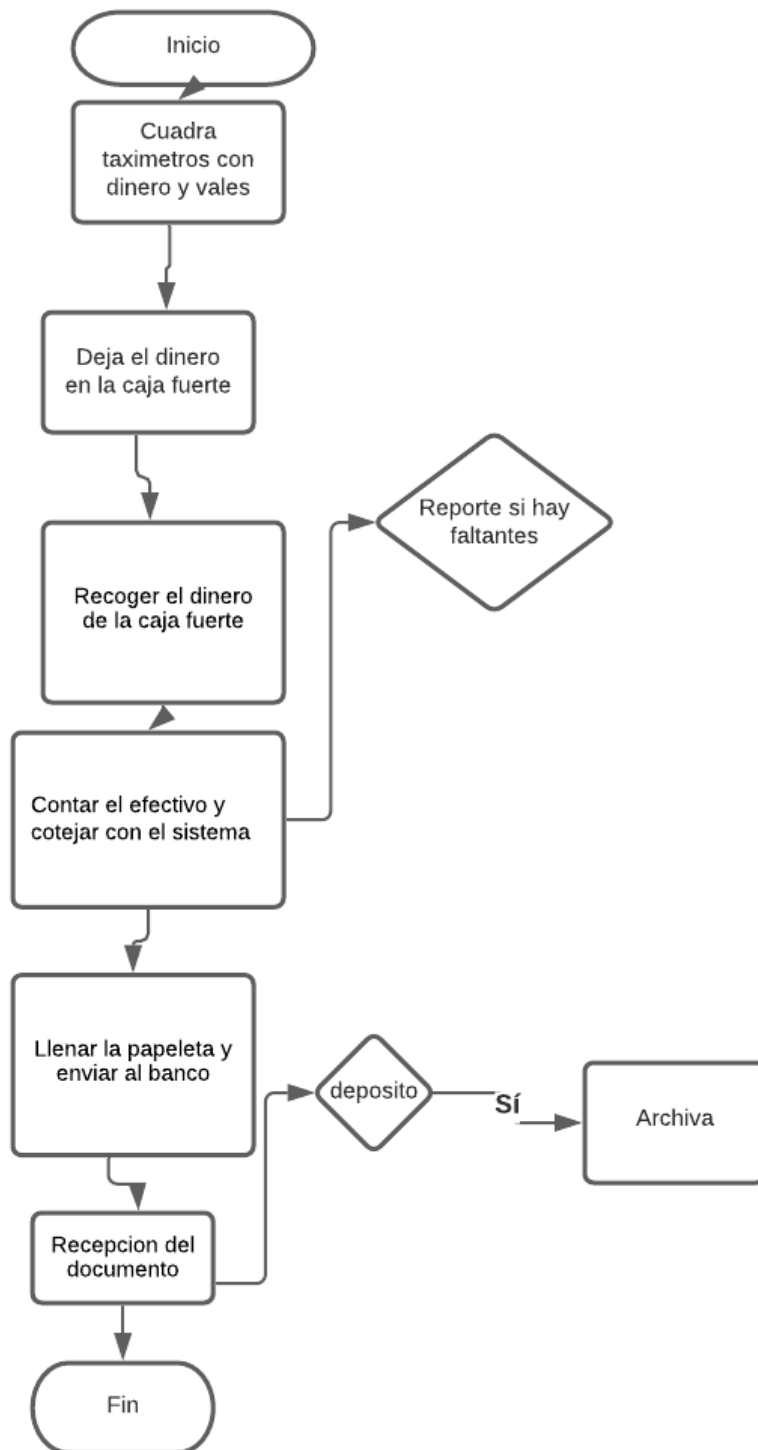 Inicio
Cuadra
taximetros con
dinero y vales
Deja el dinero
en la caja fuerte
Reporte si hay
faltantes
Recoger el dinero
de la caja fuerte
Contar el efectivo y
cotejar con el sistema
Llenar la papeleta y
enviar al banco
deposito
Sí
Archiva
Recepcion del
documento
Fin